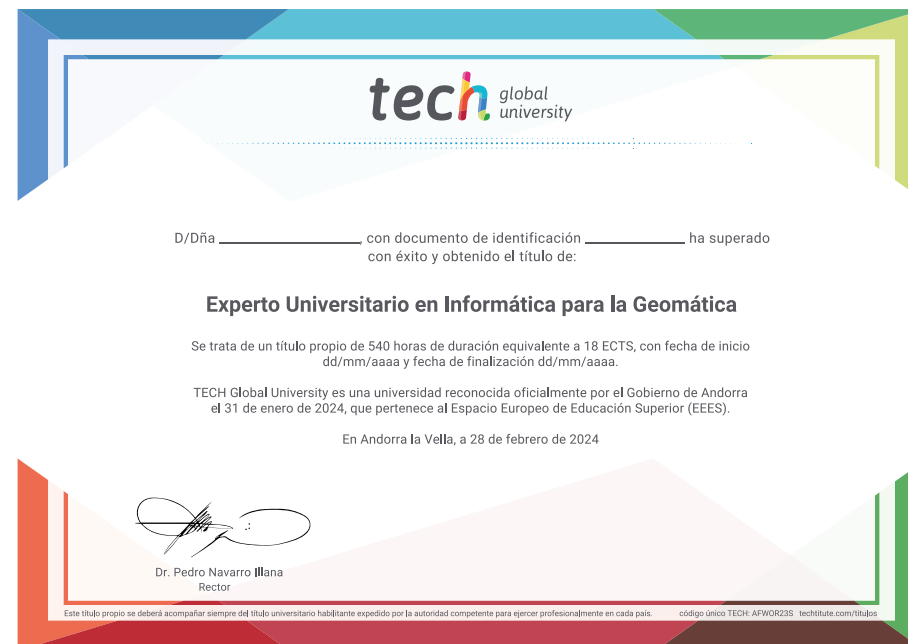 tech global university
D/Dña ______________________, con documento de identificación ______________ ha superado
con éxito y obtenido el título de:
Experto Universitario en Informática para la Geomática
Se trata de un título propio de 540 horas de duración equivalente a 18 ECTS, con fecha de inicio
dd/mm/aaaa y fecha de finalización dd/mm/aaaa.
TECH Global University es una universidad reconocida oficialmente por el Gobierno de Andorra
el 31 de enero de 2024, que pertenece al Espacio Europeo de Educación Superior (EEES).
En Andorra la Vella, a 28 de febrero de 2024
Dr. Pedro Navarro Illana
Rector
Este título propio se deberá acompañar siempre del título universitario habilitante expedido por la autoridad competente para ejercer profesionalmente en cada país. código único TECH: AFWOR23S techtitute.com/titulos